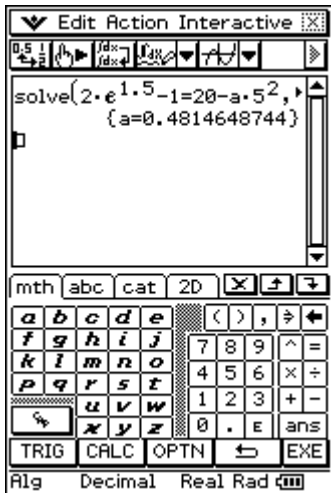 Edit Action Interactive
solve(2·e^1.5-1=20-a·5^2,
{a=0.4814648744}
mth abc cat 2D
a b c d e ( ) , ⇒ ←
f g h i j 7 8 9 ^ =
k l m n o 4 5 6 × ÷
p q r s t 1 2 3 + -
u v w 0 . E ans
x y z
TRIG CALC OPTN EXE
Alg Decimal Real Rad